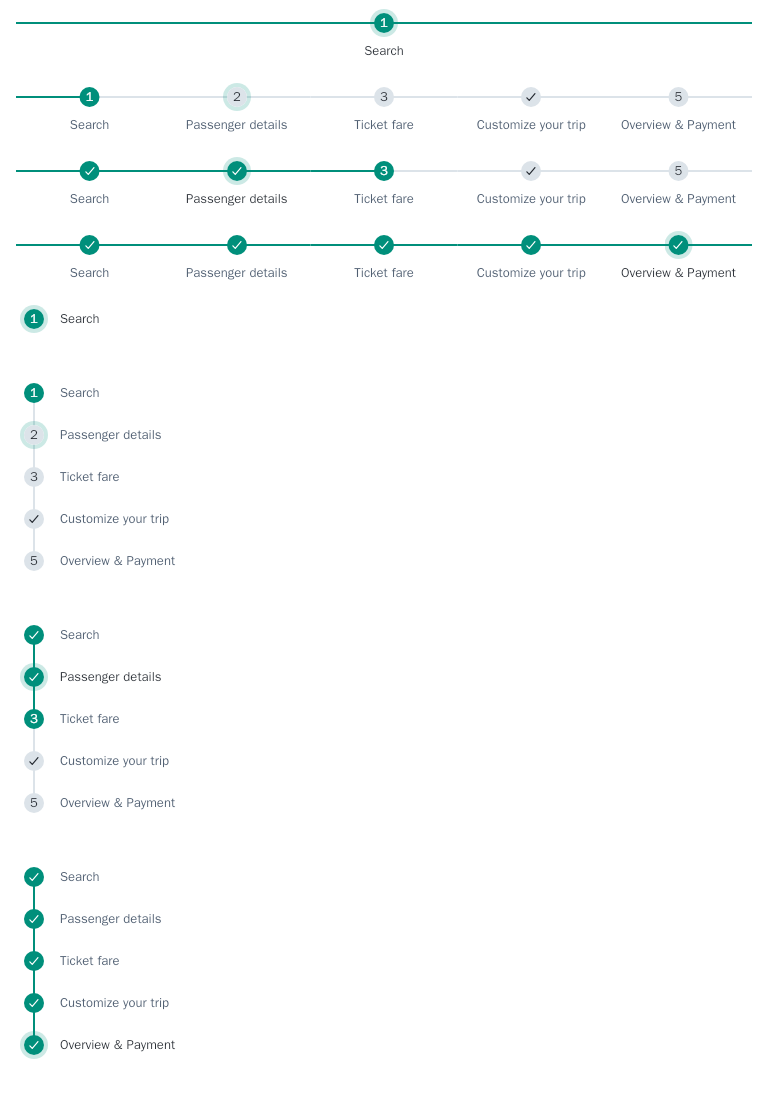 1
Search
1 2 3 ✓ 5
Search Passenger details Ticket fare Customize your trip Overview & Payment
✓ ✓ 3 ✓ 5
Search Passenger details Ticket fare Customize your trip Overview & Payment
✓ ✓ ✓ ✓ ✓
Search Passenger details Ticket fare Customize your trip Overview & Payment
1 Search
1 Search
2 Passenger details
3 Ticket fare
✓ Customize your trip
5 Overview & Payment
✓ Search
✓ Passenger details
3 Ticket fare
✓ Customize your trip
5 Overview & Payment
✓ Search
✓ Passenger details
✓ Ticket fare
✓ Customize your trip
✓ Overview & Payment